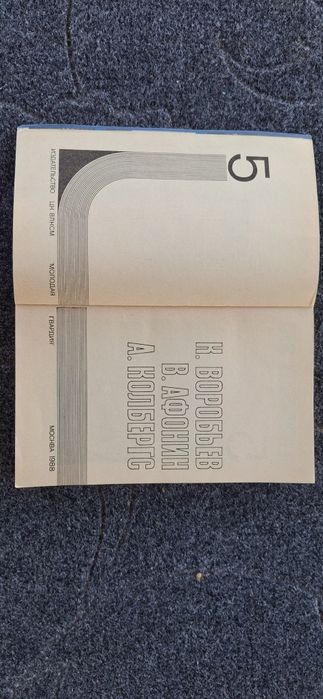 5
К. ВОРОБЬЕВ
В. АФОНИН
А. КОЛБЕРГС
ИЗДАТЕЛЬСТВО ЦК ВЛКСМ "МОЛОДАЯ ГВАРДИЯ" МОСКВА 1988